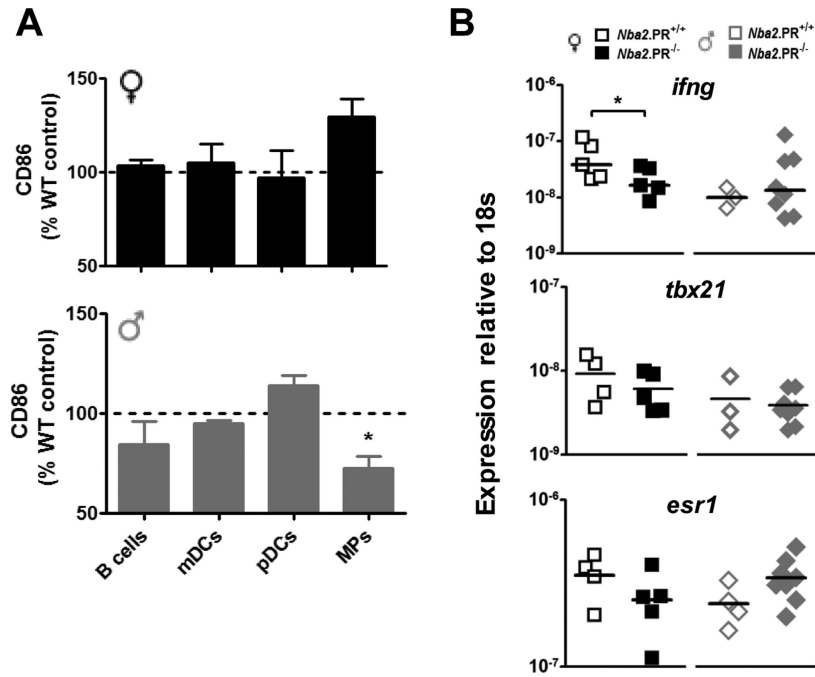 A
♀
150
100
50
CD86
(% WT control)
♂
150
100
50
CD86
(% WT control)
*
B cells
mDCs
pDCs
MPs
B
♀ Nba2.PR+/+
Nba2.PR-/-
♂ Nba2.PR+/+
Nba2.PR-/-
Expression relative to 18s
ifng
10-6
10-7
10-8
10-9
*
tbx21
10-7
10-8
10-9
esr1
10-6
10-7